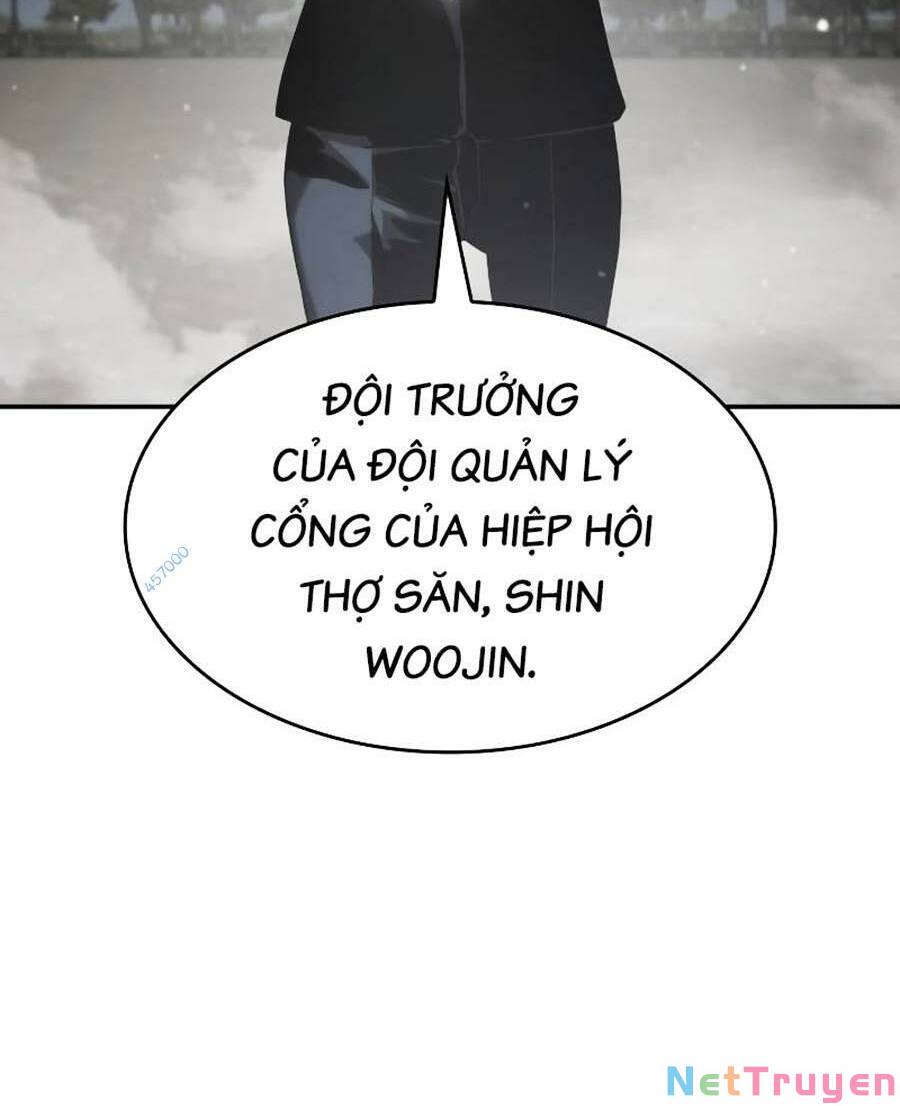 ĐỘI TRƯỞNG
CỦA ĐỘI QUẢN LÝ
CỔNG CỦA HIỆP HỘI
THỢ SĂN, SHIN
WOOJIN.
457000
NetTruyen